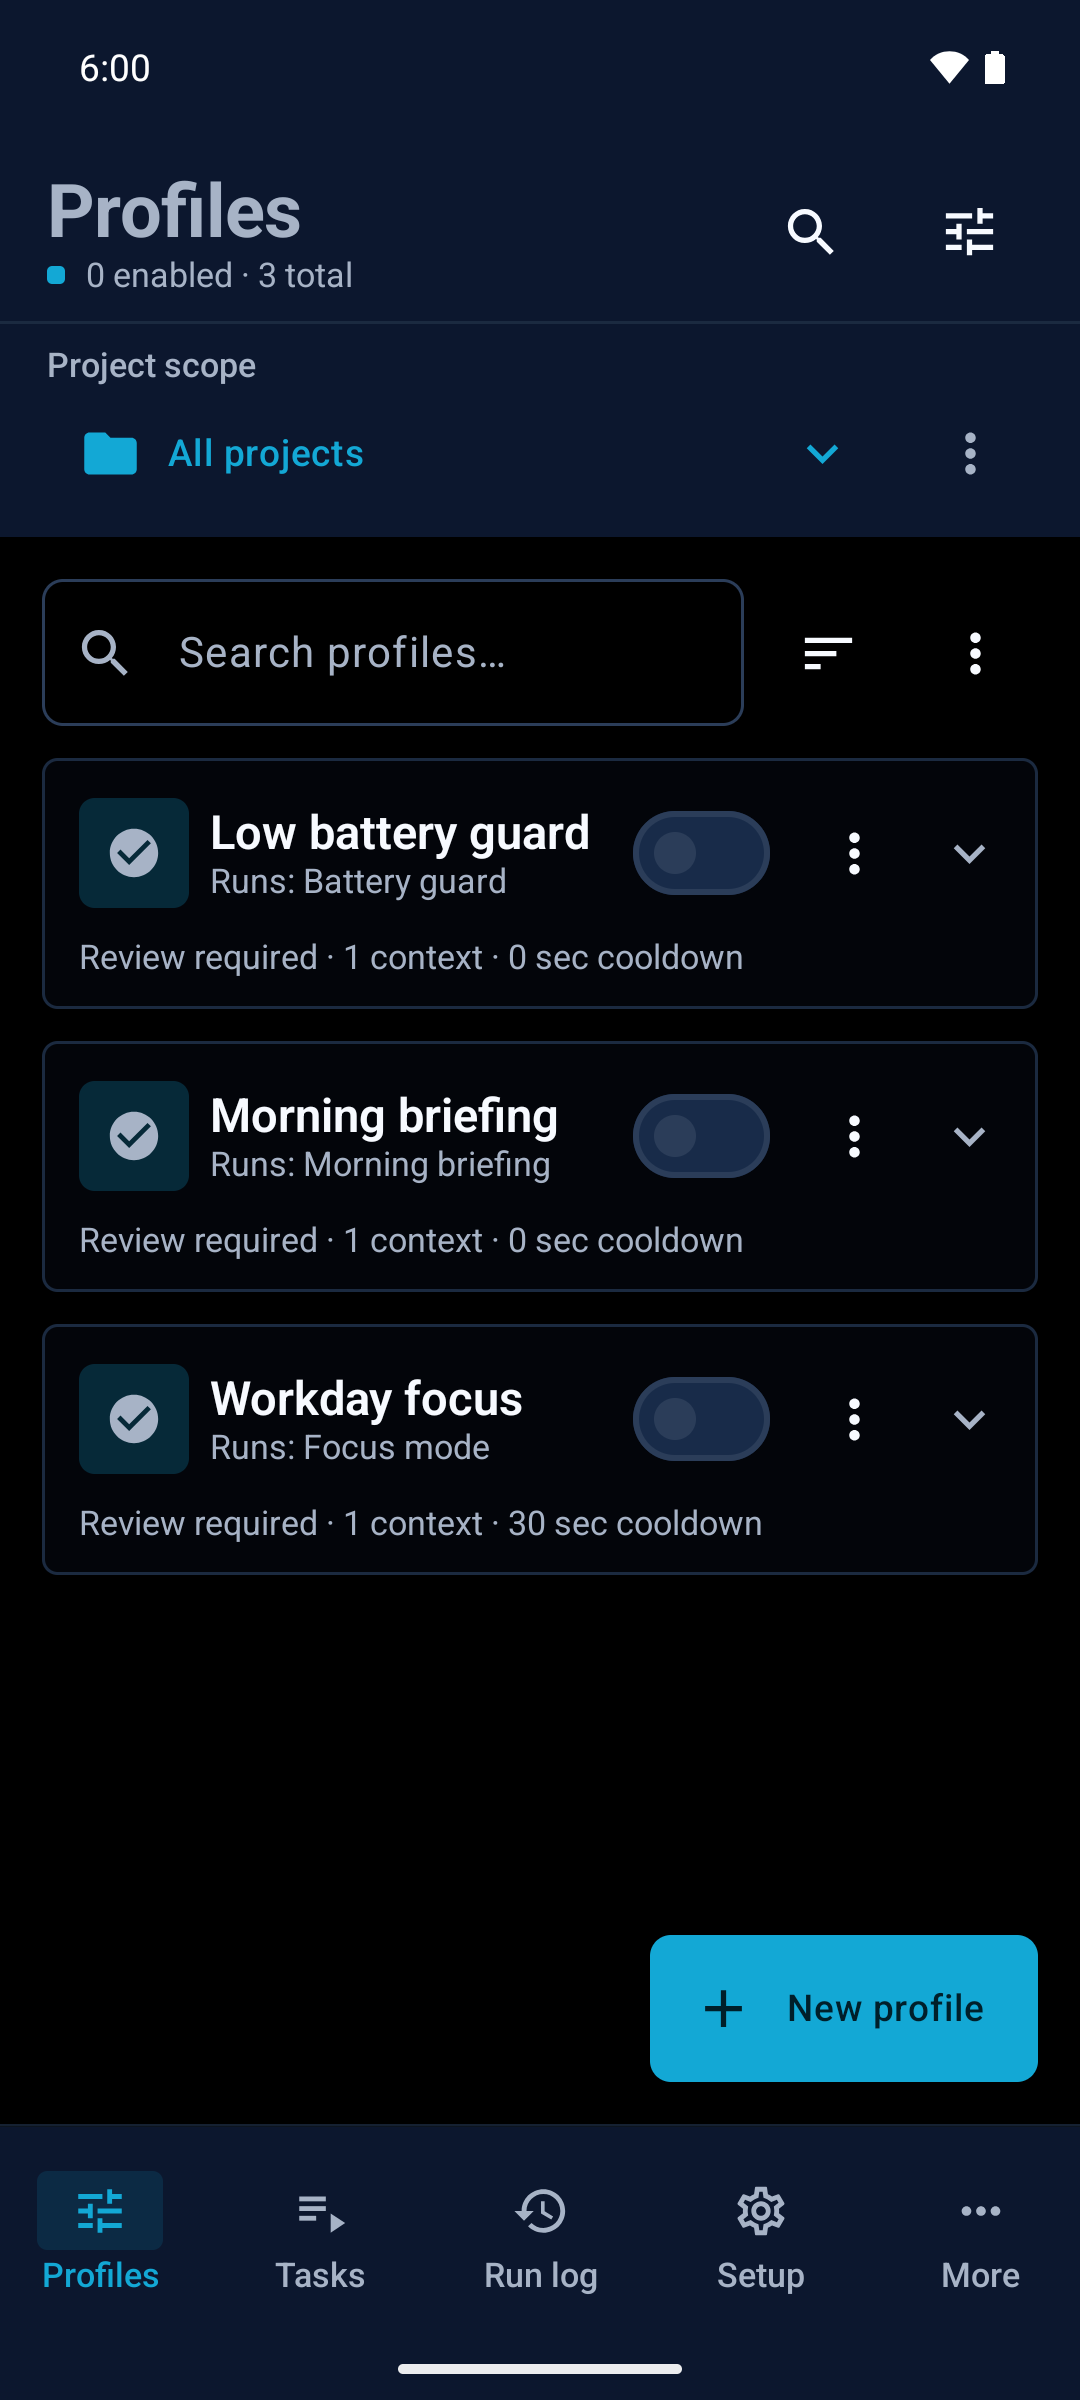 6:00
Profiles
0 enabled · 3 total
Project scope
All projects
Search profiles…
Low battery guard
Runs: Battery guard
Review required · 1 context · 0 sec cooldown
Morning briefing
Runs: Morning briefing
Review required · 1 context · 0 sec cooldown
Workday focus
Runs: Focus mode
Review required · 1 context · 30 sec cooldown
New profile
Profiles
Tasks
Run log
Setup
More